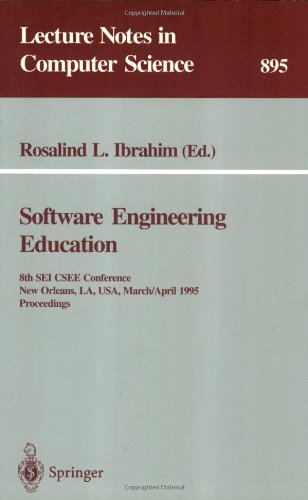 Lecture Notes in
Computer Science 895
Rosalind L. Ibrahim (Ed.)
Software Engineering
Education
8th SEI CSEE Conference
New Orleans, LA, USA, March/April 1995
Proceedings
Springer